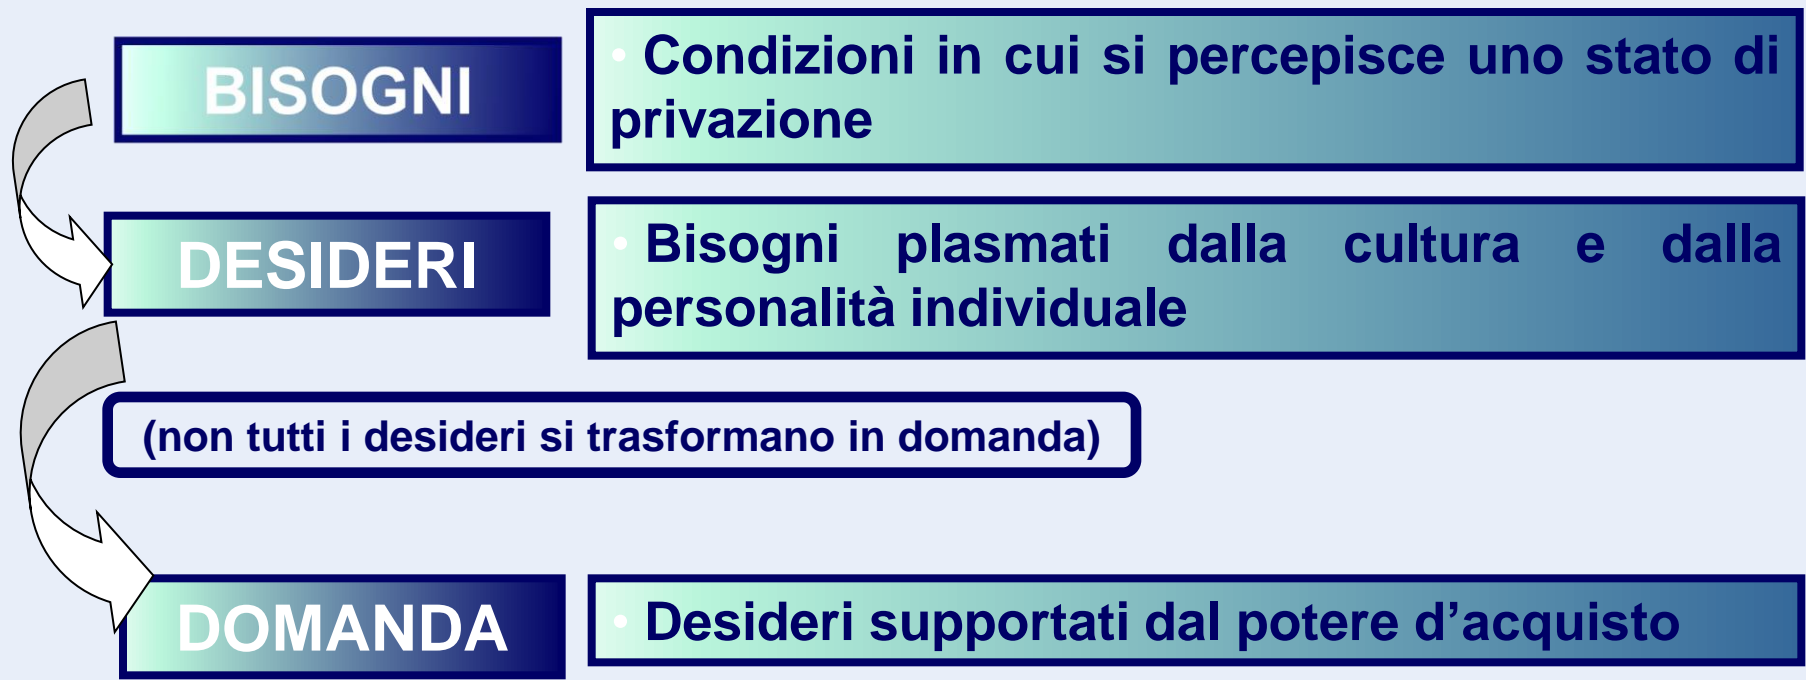 BISOGNI
• Condizioni in cui si percepisce uno stato di
privazione
DESIDERI
• Bisogni plasmati dalla cultura e dalla
personalità individuale
(non tutti i desideri si trasformano in domanda)
DOMANDA
• Desideri supportati dal potere d’acquisto